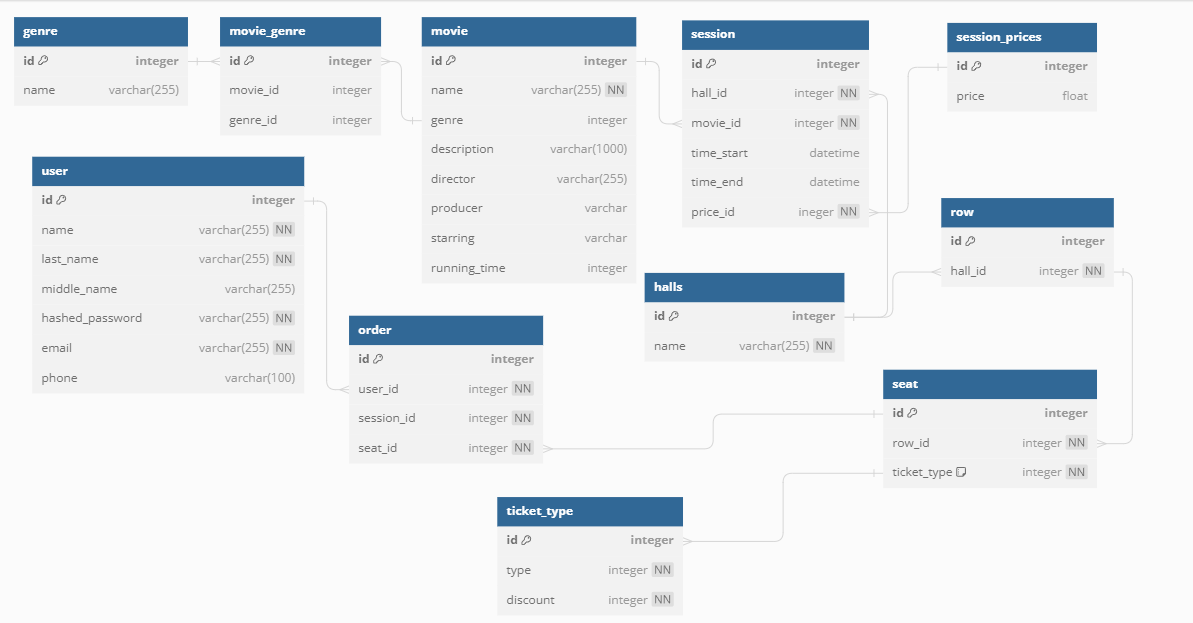 genre
id integer
name varchar(255)
movie_genre
id integer
movie_id integer
genre_id integer
movie
id integer
name varchar(255) NN
genre integer
description varchar(1000)
director varchar(255)
producer varchar
starring varchar
running_time integer
session
id integer
hall_id integer NN
movie_id integer NN
time_start datetime
time_end datetime
price_id ineger NN
session_prices
id integer
price float
user
id integer
name varchar(255) NN
last_name varchar(255) NN
middle_name varchar(255)
hashed_password varchar(255) NN
email varchar(255) NN
phone varchar(100)
row
id integer
hall_id integer NN
halls
id integer
name varchar(255) NN
order
id integer
user_id integer NN
session_id integer NN
seat_id integer NN
seat
id integer
row_id integer NN
ticket_type integer NN
ticket_type
id integer
type integer NN
discount integer NN